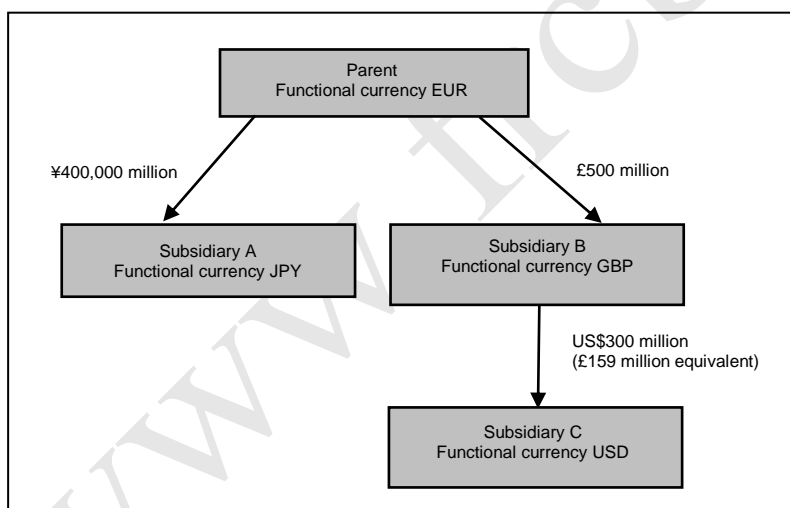 Parent
Functional currency EUR
¥400,000 million
£500 million
Subsidiary A
Functional currency JPY
Subsidiary B
Functional currency GBP
US$300 million
(£159 million equivalent)
Subsidiary C
Functional currency USD